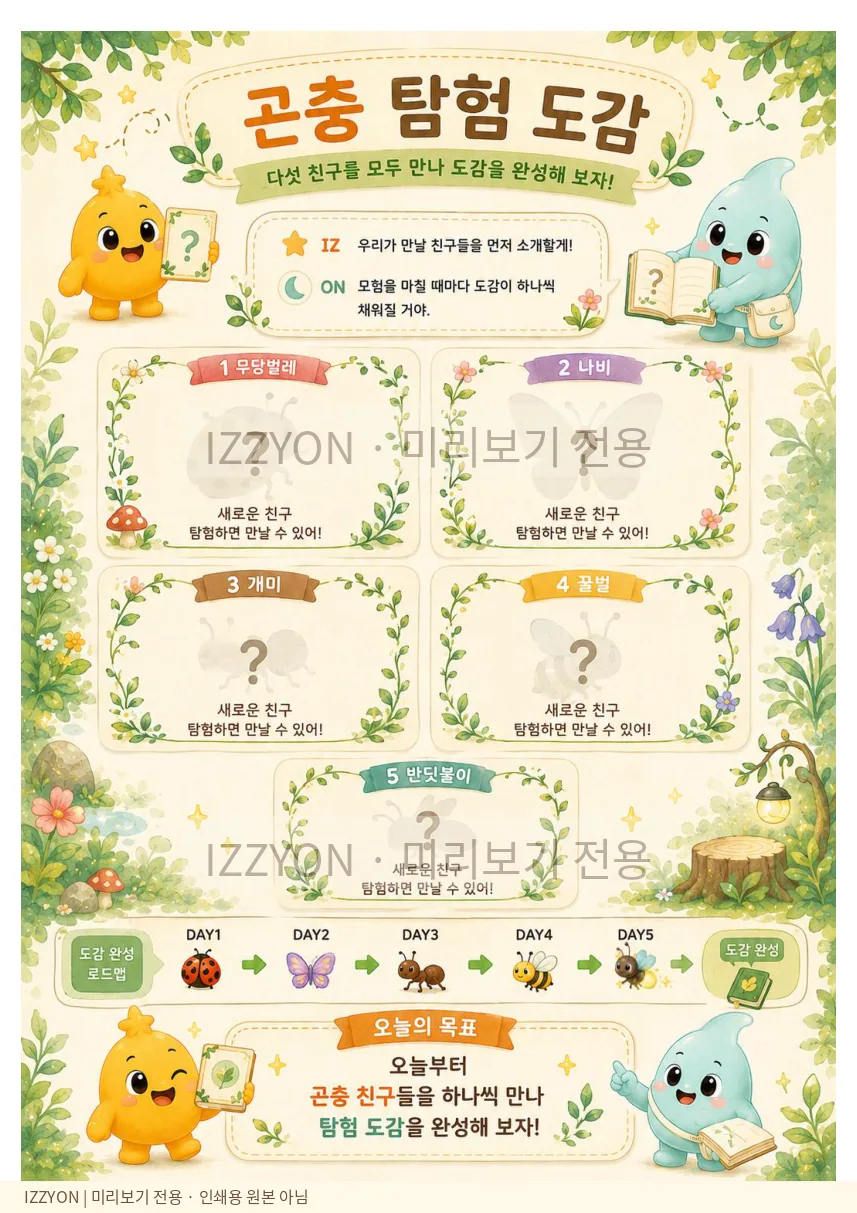 곤충 탐험 도감
다섯 친구를 모두 만나 도감을 완성해 보자!
?
?
IZ 우리가 만날 친구들을 먼저 소개할게!
ON 모험을 마칠 때마다 도감이 하나씩
채워질 거야.
1 무당벌레
?
새로운 친구
탐험하면 만날 수 있어!
2 나비
?
새로운 친구
탐험하면 만날 수 있어!
IZZYON · 미리보기 전용
3 개미
?
새로운 친구
탐험하면 만날 수 있어!
4 꿀벌
?
새로운 친구
탐험하면 만날 수 있어!
5 반딧불이
?
새로운 친구
탐험하면 만날 수 있어!
IZZYON · 미리보기 전용
도감 완성
로드맵
DAY1
DAY2
DAY3
DAY4
DAY5
도감 완성
오늘의 목표
오늘부터
곤충 친구들을 하나씩 만나
탐험 도감을 완성해 보자!
IZZYON | 미리보기 전용 · 인쇄용 원본 아님